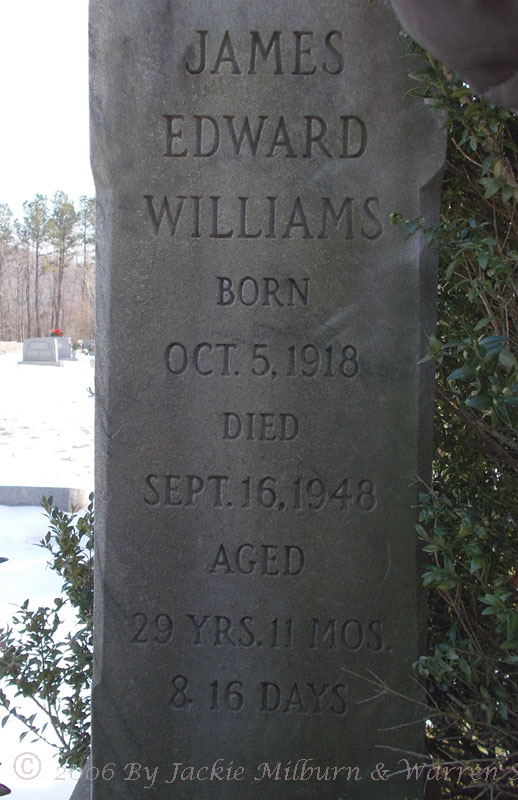 JAMES
EDWARD
WILLIAMS
BORN
OCT. 5, 1918
DIED
SEPT. 16, 1948
AGED
29 YRS. 11 MOS.
& 16 DAYS
© 2006 By Jackie Milburn & Warren